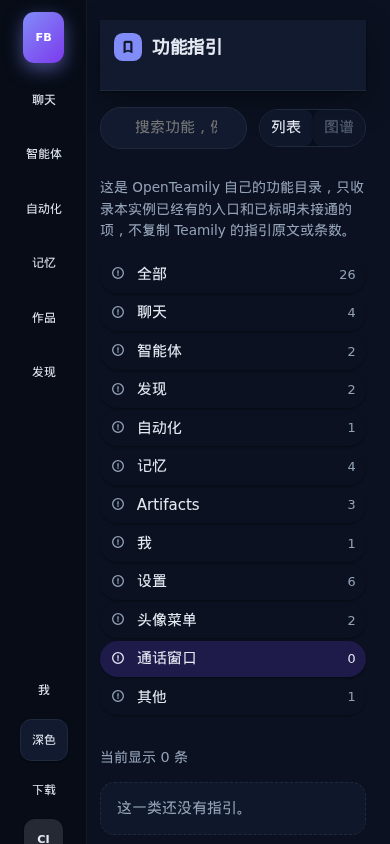 FB
聊天
智能体
自动化
记忆
作品
发现
我
深色
下载
CI
功能指引
搜索功能，例
列表 图谱
这是 OpenTeamily 自己的功能目录，只收
录本实例已经有的入口和已标明未接通的
项，不复制 Teamily 的指引原文或条数。
全部 26
聊天 4
智能体 2
发现 2
自动化 1
记忆 4
Artifacts 3
我 1
设置 6
头像菜单 2
通话窗口 0
其他 1
当前显示 0 条
这一类还没有指引。